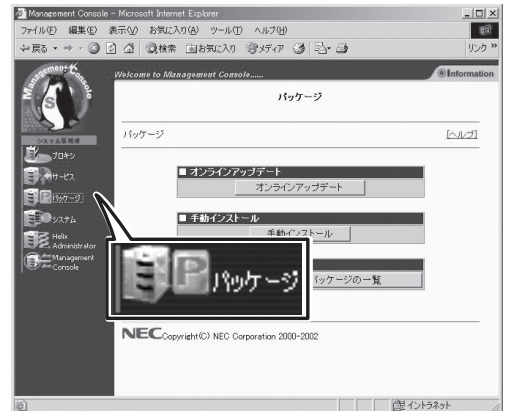 Management Console - Microsoft Internet Explorer
ファイル(F) 編集(E) 表示(V) お気に入り(A) ツール(T) ヘルプ(H)
戻る 検索 お気に入り メディア リンク »
Management Console
S
Welcome to Management Console......
Information
システム管理者
プロキシ
サービス
パッケージ
システム
Helix Administrator
Management Console
パッケージ
パッケージ
[ヘルプ]
■ オンラインアップデート
オンラインアップデート
■ 手動インストール
手動インストール
パッケージの一覧
P パッケージ
NEC Copyright(C) NEC Corporation 2000-2002
イントラネット